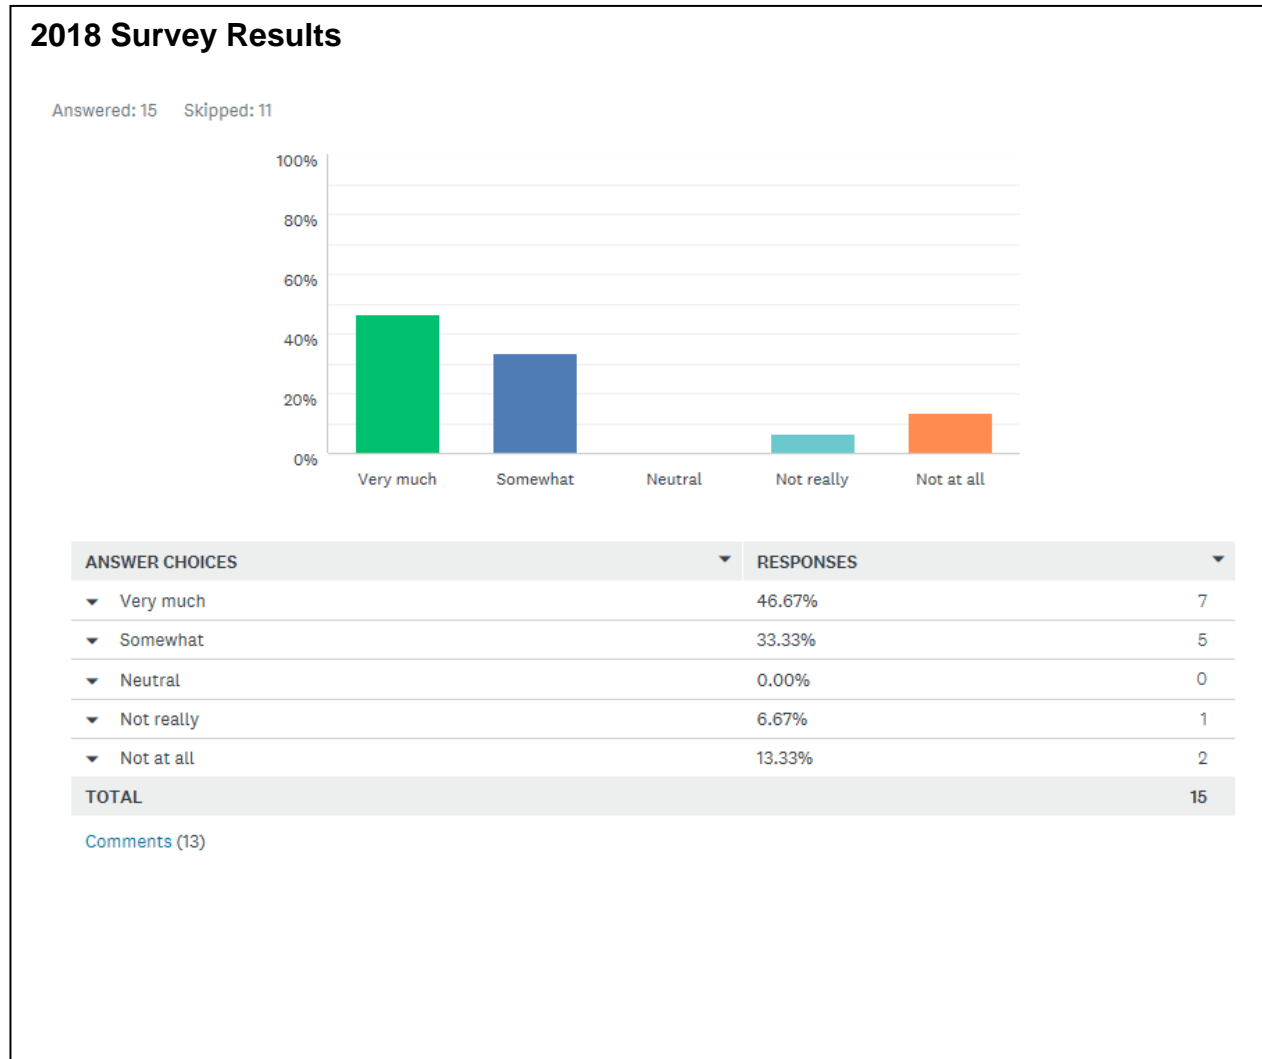 2018 Survey Results
Answered: 15 Skipped: 11
100%
80%
60%
40%
20%
0%
Very much Somewhat Neutral Not really Not at all
ANSWER CHOICES RESPONSES
Very much 46.67% 7
Somewhat 33.33% 5
Neutral 0.00% 0
Not really 6.67% 1
Not at all 13.33% 2
TOTAL 15
Comments (13)